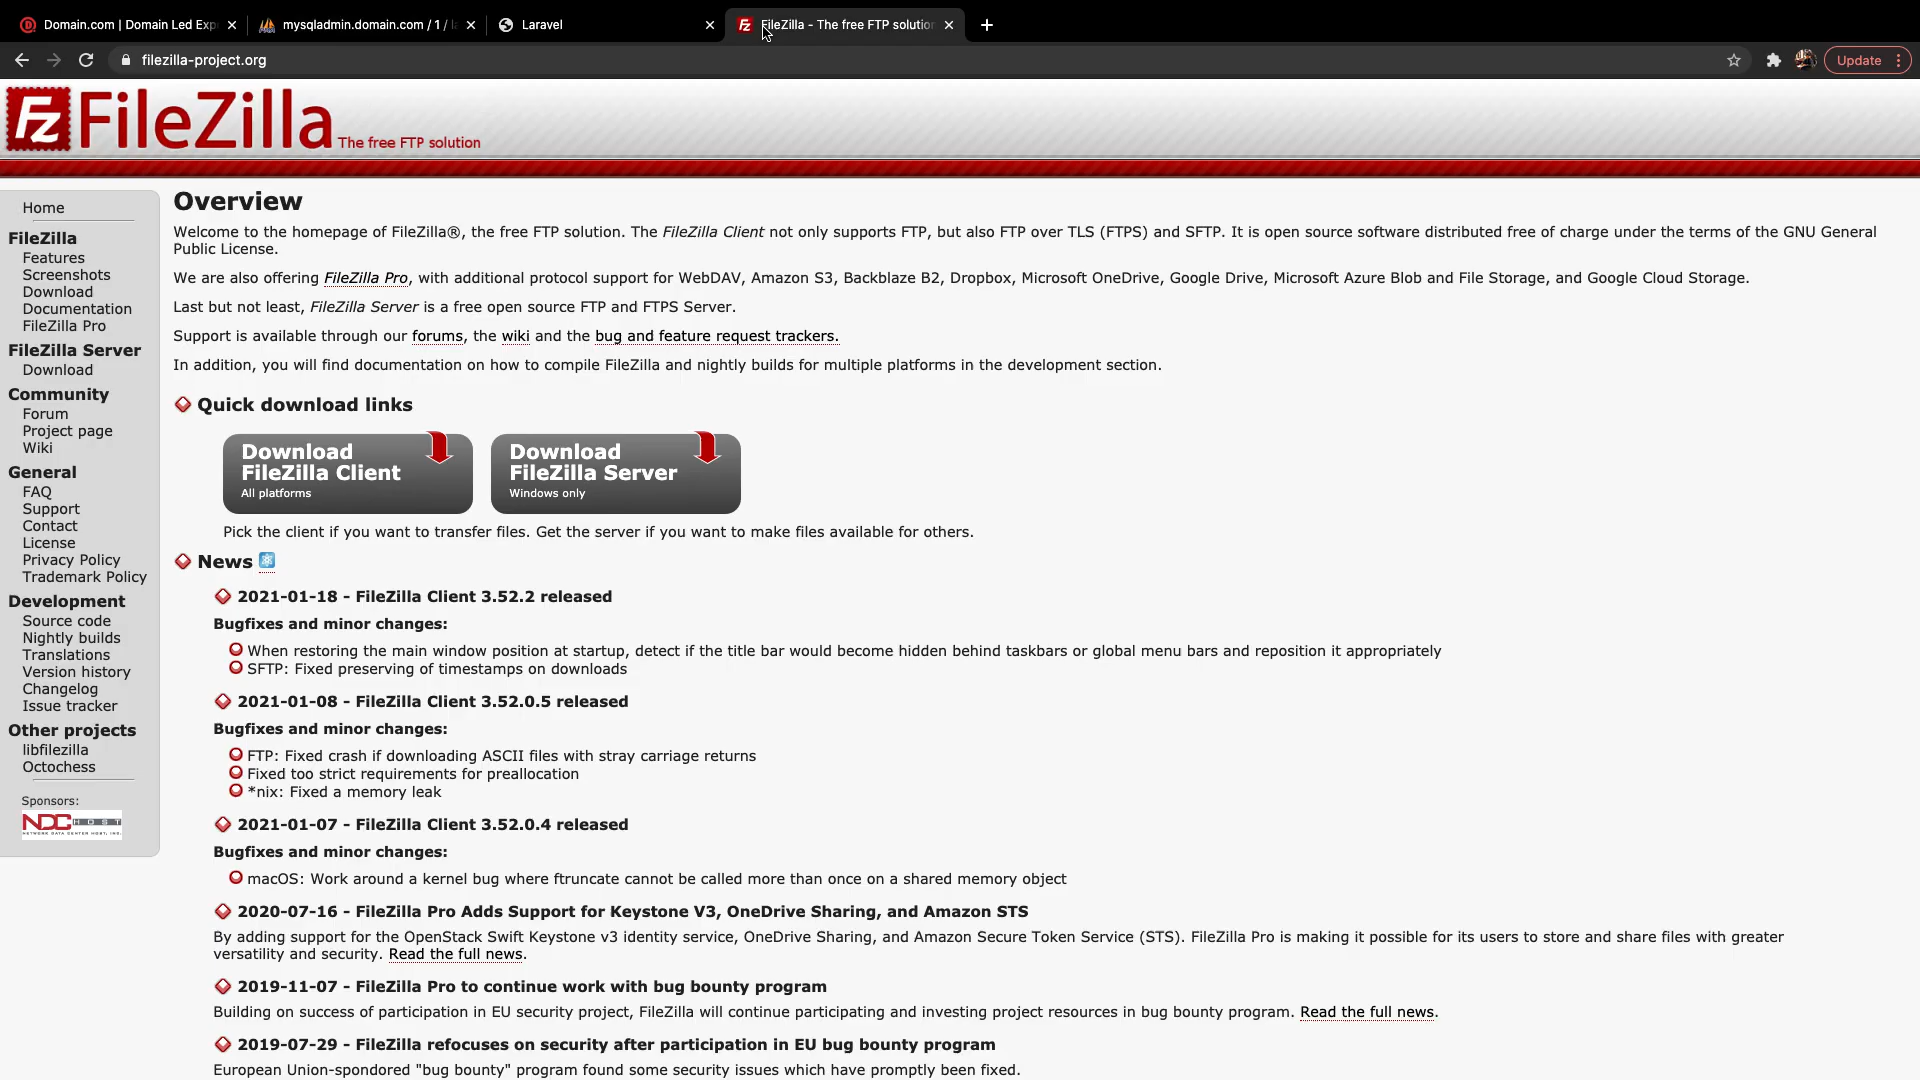 Domain.com | Domain Led Exp
mysqladmin.domain.com / 1 / la
Laravel
FileZilla - The free FTP solution
filezilla-project.org
Update
FileZilla The free FTP solution
Home
FileZilla
Features
Screenshots
Download
Documentation
FileZilla Pro
FileZilla Server
Download
Community
Forum
Project page
Wiki
General
FAQ
Support
Contact
License
Privacy Policy
Trademark Policy
Development
Source code
Nightly builds
Translations
Version history
Changelog
Issue tracker
Other projects
libfilezilla
Octochess
Sponsors:
NDC HOST
Overview
Welcome to the homepage of FileZilla®, the free FTP solution. The FileZilla Client not only supports FTP, but also FTP over TLS (FTPS) and SFTP. It is open source software distributed free of charge under the terms of the GNU General
Public License.
We are also offering FileZilla Pro, with additional protocol support for WebDAV, Amazon S3, Backblaze B2, Dropbox, Microsoft OneDrive, Google Drive, Microsoft Azure Blob and File Storage, and Google Cloud Storage.
Last but not least, FileZilla Server is a free open source FTP and FTPS Server.
Support is available through our forums, the wiki and the bug and feature request trackers.
In addition, you will find documentation on how to compile FileZilla and nightly builds for multiple platforms in the development section.
Quick download links
Download
FileZilla Client
All platforms
Download
FileZilla Server
Windows only
Pick the client if you want to transfer files. Get the server if you want to make files available for others.
News
2021-01-18 - FileZilla Client 3.52.2 released
Bugfixes and minor changes:
When restoring the main window position at startup, detect if the title bar would become hidden behind taskbars or global menu bars and reposition it appropriately
SFTP: Fixed preserving of timestamps on downloads
2021-01-08 - FileZilla Client 3.52.0.5 released
Bugfixes and minor changes:
FTP: Fixed crash if downloading ASCII files with stray carriage returns
Fixed too strict requirements for preallocation
*nix: Fixed a memory leak
2021-01-07 - FileZilla Client 3.52.0.4 released
Bugfixes and minor changes:
macOS: Work around a kernel bug where ftruncate cannot be called more than once on a shared memory object
2020-07-16 - FileZilla Pro Adds Support for Keystone V3, OneDrive Sharing, and Amazon STS
By adding support for the OpenStack Swift Keystone v3 identity service, OneDrive Sharing, and Amazon Secure Token Service (STS). FileZilla Pro is making it possible for its users to store and share files with greater
versatility and security. Read the full news.
2019-11-07 - FileZilla Pro to continue work with bug bounty program
Building on success of participation in EU security project, FileZilla will continue participating and investing project resources in bug bounty program. Read the full news.
2019-07-29 - FileZilla refocuses on security after participation in EU bug bounty program
European Union-spondored "bug bounty" program found some security issues which have promptly been fixed.